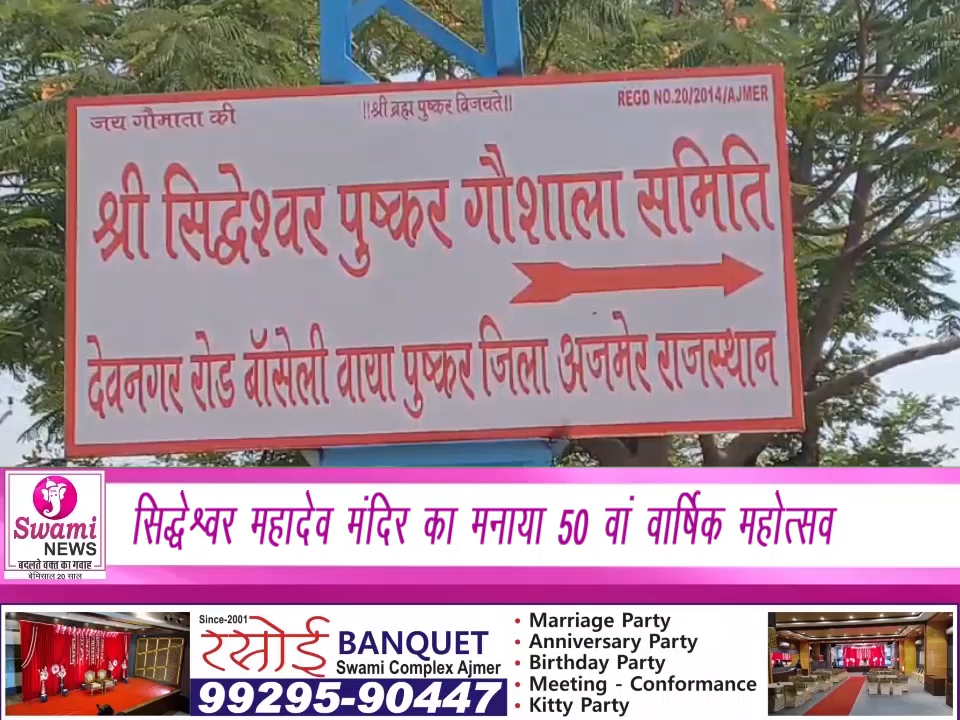 जय गौमाता की
!!श्री ब्रह्म पुष्कर विजयते!!
REGD NO.20/2014/AJMER
श्री सिद्वेश्वर पुष्कर गौशाला समिति
देवनगर रोड बॉसेली वाया पुष्कर जिला अजमेर राजस्थान
Swami
NEWS
बदलते वक्त का गवाह
बेमिसाल 20 साल
सिद्धेश्वर महादेव मंदिर का मनाया 50 वां वार्षिक महोत्सव
Since-2001
रसोई BANQUET
Swami Complex Ajmer
99295-90447
• Marriage Party
• Anniversary Party
• Birthday Party
• Meeting - Conformance
• Kitty Party